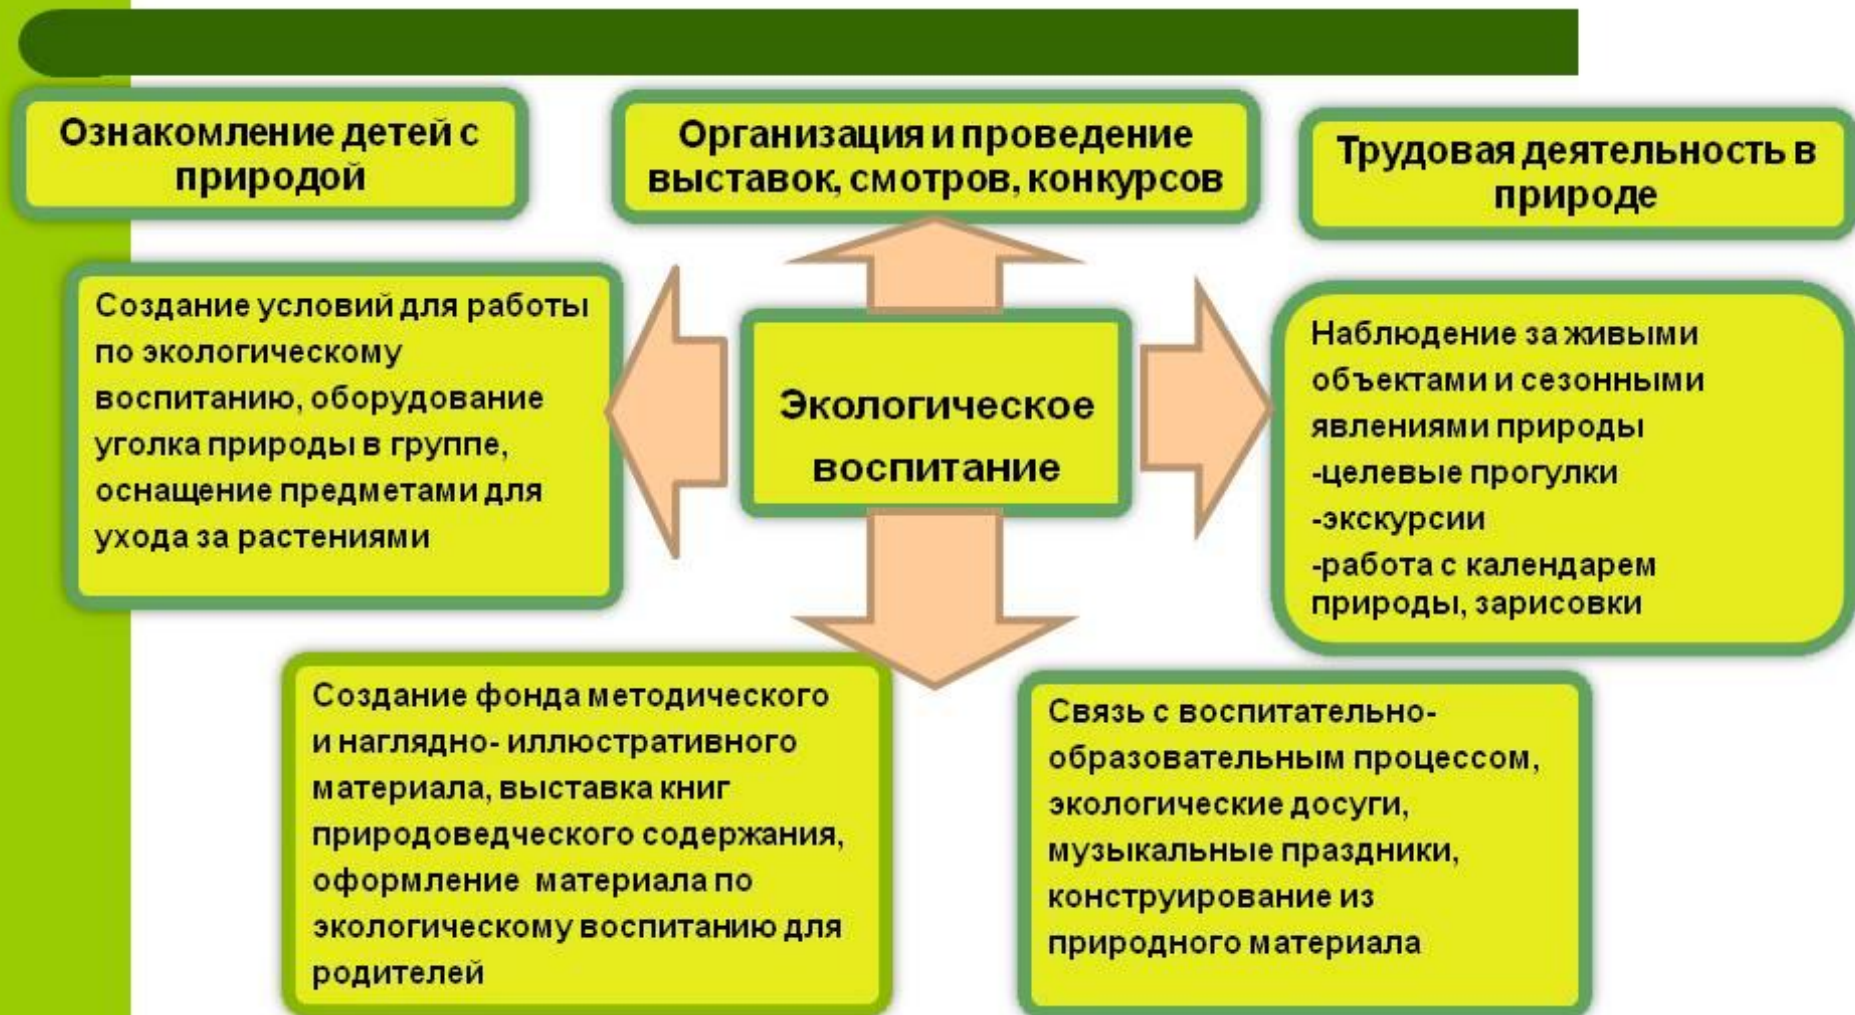 Ознакомление детей с
природой
Организация и проведение
выставок, смотров, конкурсов
Трудовая деятельность в
природе
Создание условий для работы
по экологическому
воспитанию, оборудование
уголка природы в группе,
оснащение предметами для
ухода за растениями
Экологическое
воспитание
Наблюдение за живыми
объектами и сезонными
явлениями природы
-целевые прогулки
-экскурсии
-работа с календарем
природы, зарисовки
Создание фонда методического
и наглядно- иллюстративного
материала, выставка книг
природоведческого содержания,
оформление материала по
экологическому воспитанию для
родителей
Связь с воспитательно-
образовательным процессом,
экологические досуги,
музыкальные праздники,
конструирование из
природного материала